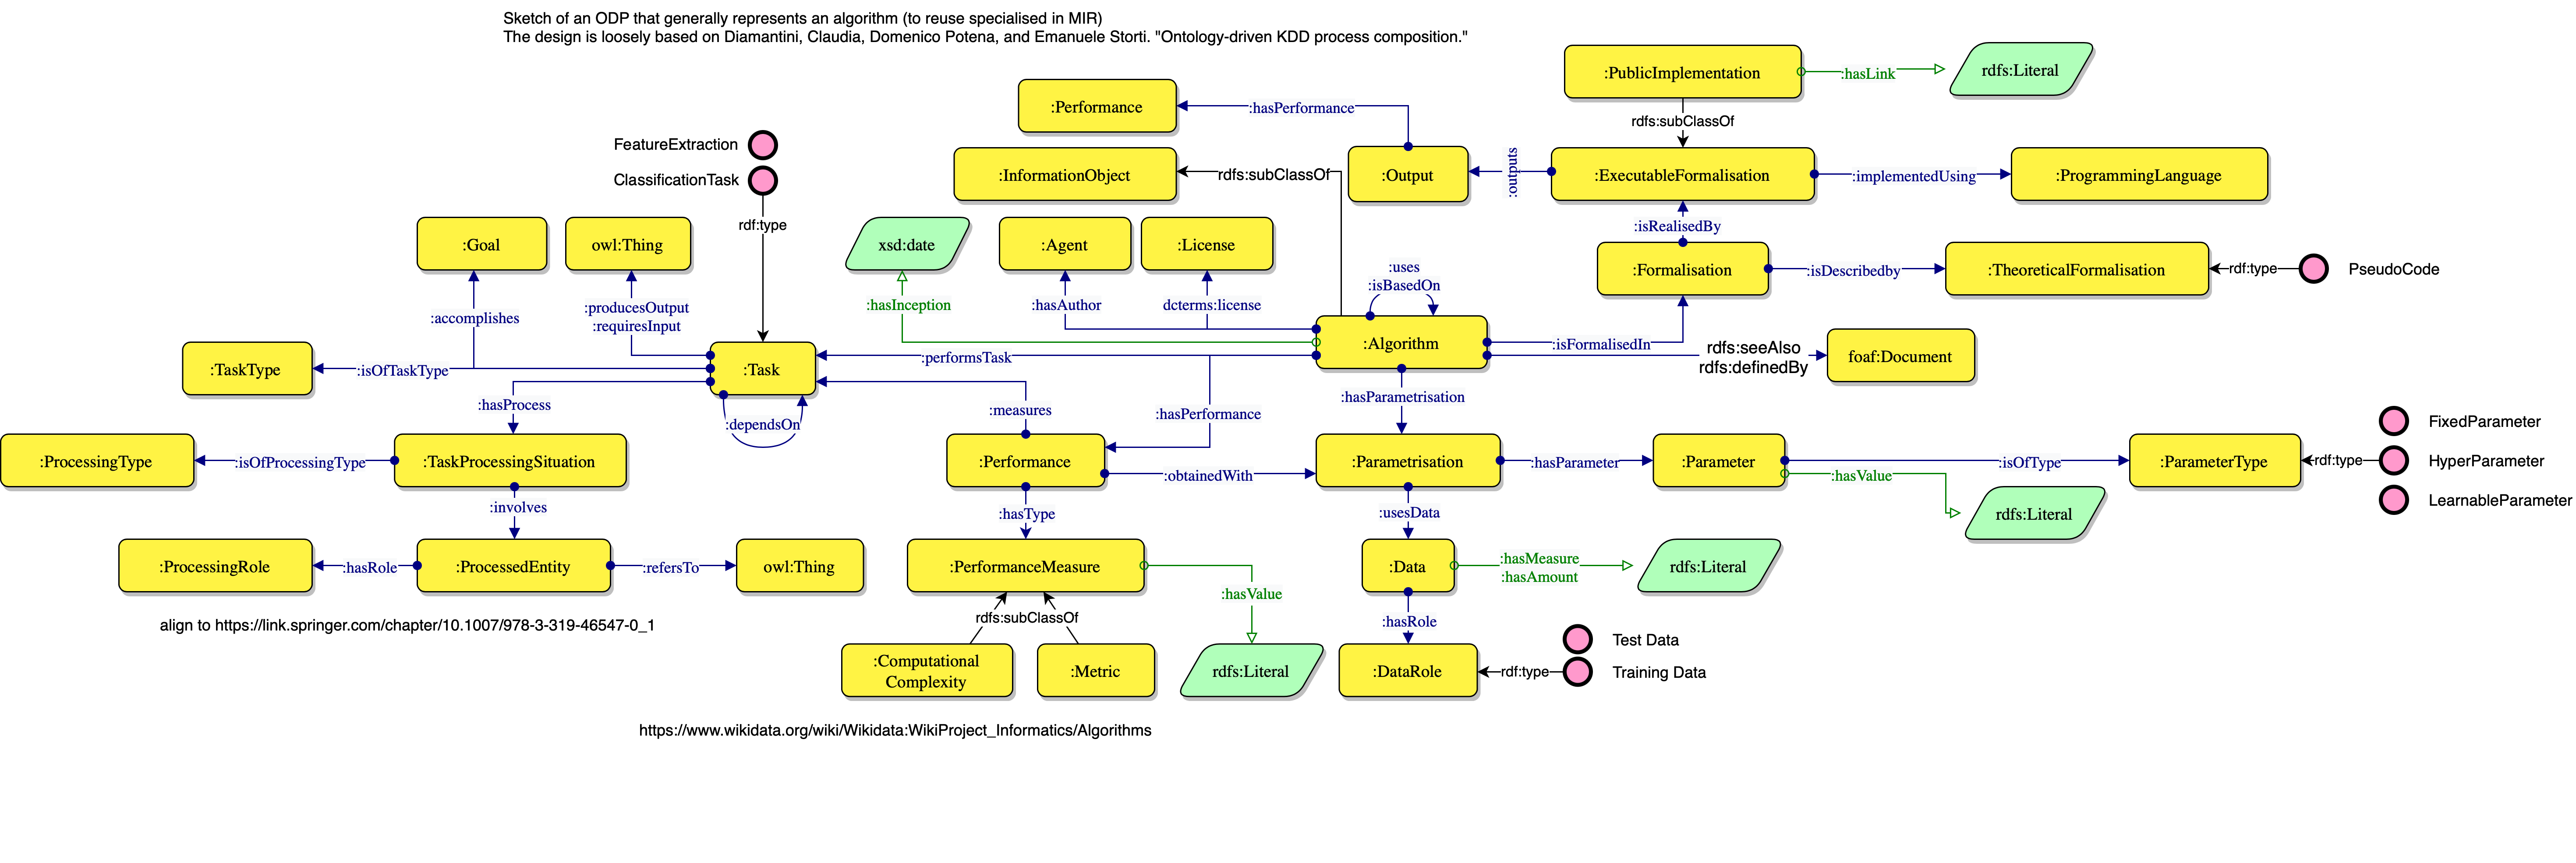 Sketch of an ODP that generally represents an algorithm (to reuse specialised in MIR)
The design is loosely based on Diamantini, Claudia, Domenico Potena, and Emanuele Storti. "Ontology-driven KDD process composition."
:PublicImplementation
:hasLink
rdfs:Literal
:Performance
:hasPerformance
rdfs:subClassOf
FeatureExtraction
ClassificationTask
rdf:type
:InformationObject
rdfs:subClassOf
:Output
:outputs
:ExecutableFormalisation
:implementedUsing
:ProgrammingLanguage
:Goal
owl:Thing
xsd:date
:Agent
:License
:isRealisedBy
:Formalisation
:isDescribedby
:TheoreticalFormalisation
rdf:type
PseudoCode
:uses
:isBasedOn
:accomplishes
:producesOutput
:requiresInput
:hasInception
:hasAuthor
dcterms:license
:TaskType
:isOfTaskType
:Task
:performsTask
:Algorithm
:isFormalisedIn
rdfs:seeAlso
rdfs:definedBy
foaf:Document
:hasProcess
:dependsOn
:measures
:hasPerformance
:hasParametrisation
:ProcessingType
:isOfProcessingType
:TaskProcessingSituation
:Performance
:obtainedWith
:Parametrisation
:hasParameter
:Parameter
:isOfType
:hasValue
rdfs:Literal
:ParameterType
rdf:type
FixedParameter
HyperParameter
LearnableParameter
:involves
:hasType
:usesData
:ProcessingRole
:hasRole
:ProcessedEntity
:refersTo
owl:Thing
:PerformanceMeasure
:hasValue
:Data
:hasMeasure
:hasAmount
rdfs:Literal
align to https://link.springer.com/chapter/10.1007/978-3-319-46547-0_1
rdfs:subClassOf
:hasRole
:Computational
Complexity
:Metric
rdfs:Literal
:DataRole
rdf:type
Test Data
Training Data
https://www.wikidata.org/wiki/Wikidata:WikiProject_Informatics/Algorithms